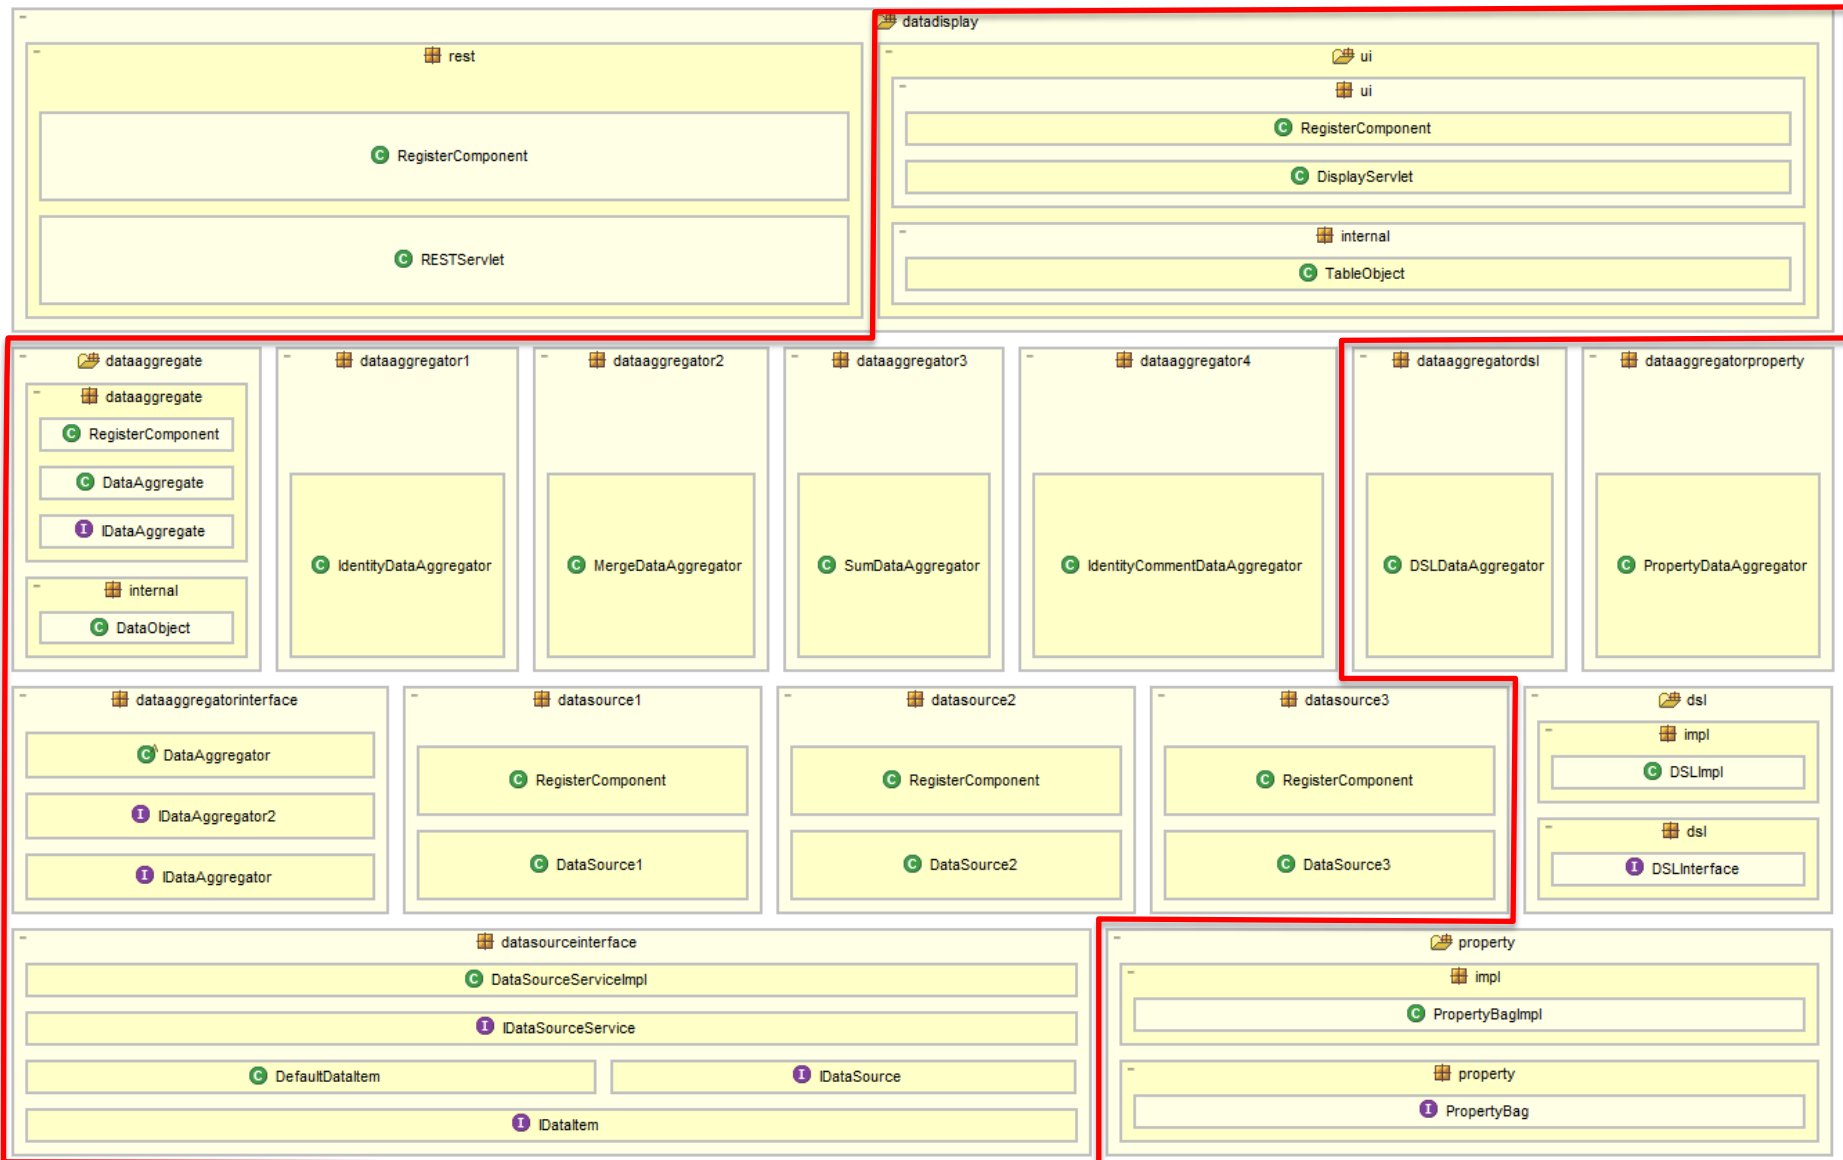 datadisplay
rest
RegisterComponent
RESTServlet
ui
ui
RegisterComponent
DisplayServlet
internal
TableObject
dataaggregate
dataaggregate
RegisterComponent
DataAggregate
IDataAggregate
internal
DataObject
dataaggregator1
IdentityDataAggregator
dataaggregator2
MergeDataAggregator
dataaggregator3
SumDataAggregator
dataaggregator4
IdentityCommentDataAggregator
dataaggregatordsl
DSLDataAggregator
dataaggregatorproperty
PropertyDataAggregator
dataaggregatorinterface
DataAggregator
IDataAggregator2
IDataAggregator
datasource1
RegisterComponent
DataSource1
datasource2
RegisterComponent
DataSource2
datasource3
RegisterComponent
DataSource3
dsl
impl
DSLImpl
dsl
DSLInterface
datasourceinterface
DataSourceServiceImpl
IDataSourceService
DefaultDataItem
IDataSource
IDataItem
property
impl
PropertyBagImpl
property
PropertyBag